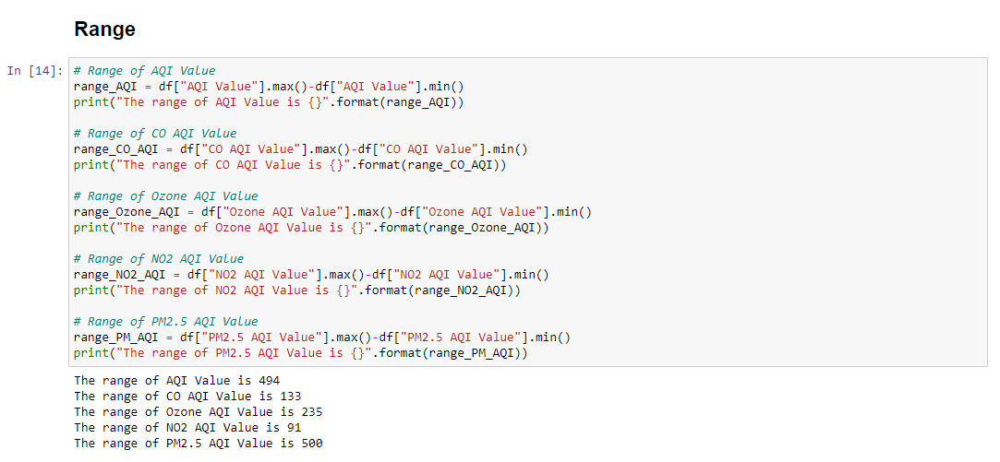 Range
In [14]:
# Range of AQI Value
range_AQI = df["AQI Value"].max()-df["AQI Value"].min()
print("The range of AQI Value is {}".format(range_AQI))
# Range of CO AQI Value
range_CO_AQI = df["CO AQI Value"].max()-df["CO AQI Value"].min()
print("The range of CO AQI Value is {}".format(range_CO_AQI))
# Range of Ozone AQI Value
range_Ozone_AQI = df["Ozone AQI Value"].max()-df["Ozone AQI Value"].min()
print("The range of Ozone AQI Value is {}".format(range_Ozone_AQI))
# Range of NO2 AQI Value
range_NO2_AQI = df["NO2 AQI Value"].max()-df["NO2 AQI Value"].min()
print("The range of NO2 AQI Value is {}".format(range_NO2_AQI))
# Range of PM2.5 AQI Value
range_PM_AQI = df["PM2.5 AQI Value"].max()-df["PM2.5 AQI Value"].min()
print("The range of PM2.5 AQI Value is {}".format(range_PM_AQI))
The range of AQI Value is 494
The range of CO AQI Value is 133
The range of Ozone AQI Value is 235
The range of NO2 AQI Value is 91
The range of PM2.5 AQI Value is 500